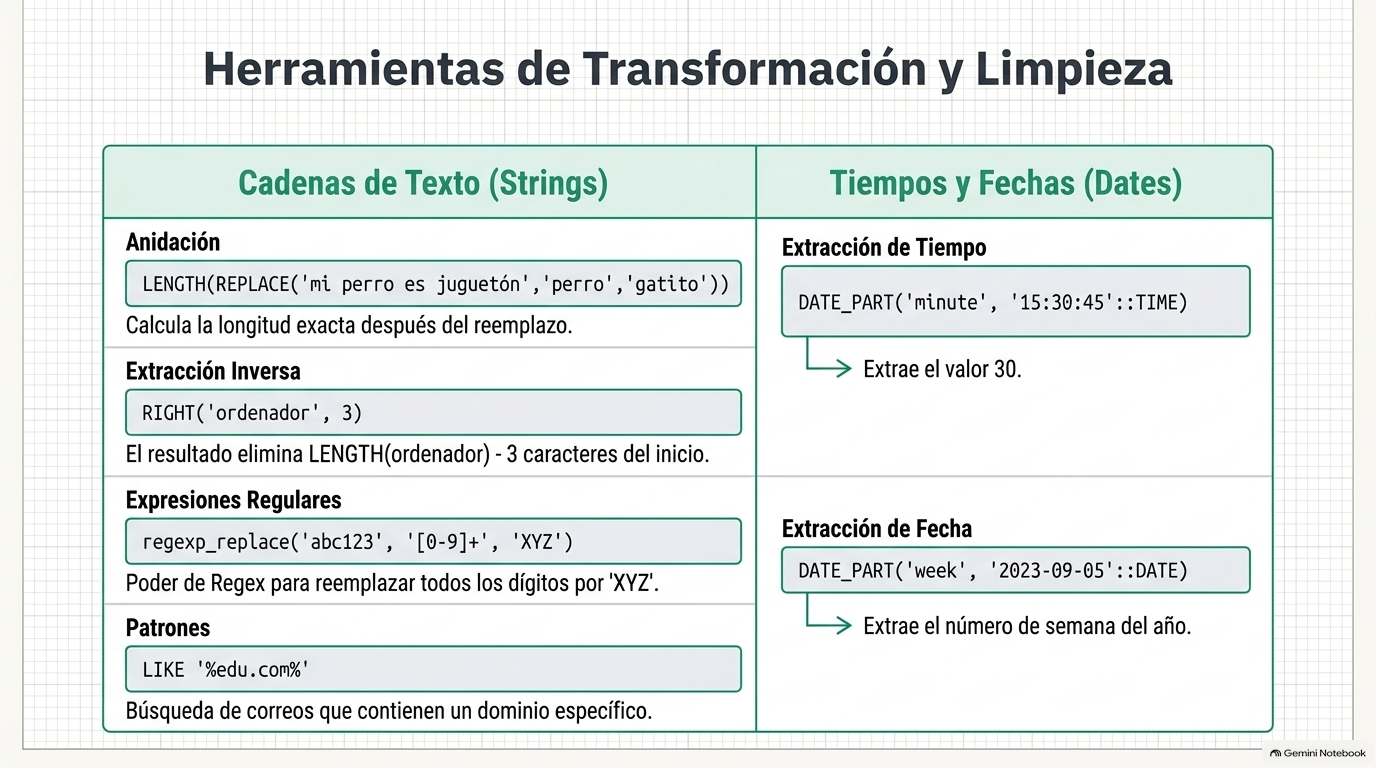 Herramientas de Transformación y Limpieza
Cadenas de Texto (Strings)
Anidación
LENGTH(REPLACE('mi perro es juguetón','perro','gatito'))
Calcula la longitud exacta después del reemplazo.
Extracción Inversa
RIGHT('ordenador', 3)
El resultado elimina LENGTH(ordenador) - 3 caracteres del inicio.
Expresiones Regulares
regexp_replace('abc123', '[0-9]+', 'XYZ')
Poder de Regex para reemplazar todos los dígitos por 'XYZ'.
Patrones
LIKE '%edu.com%'
Búsqueda de correos que contienen un dominio específico.
Tiempos y Fechas (Dates)
Extracción de Tiempo
DATE_PART('minute', '15:30:45'::TIME)
Extrae el valor 30.
Extracción de Fecha
DATE_PART('week', '2023-09-05'::DATE)
Extrae el número de semana del año.
Gemini Notebook